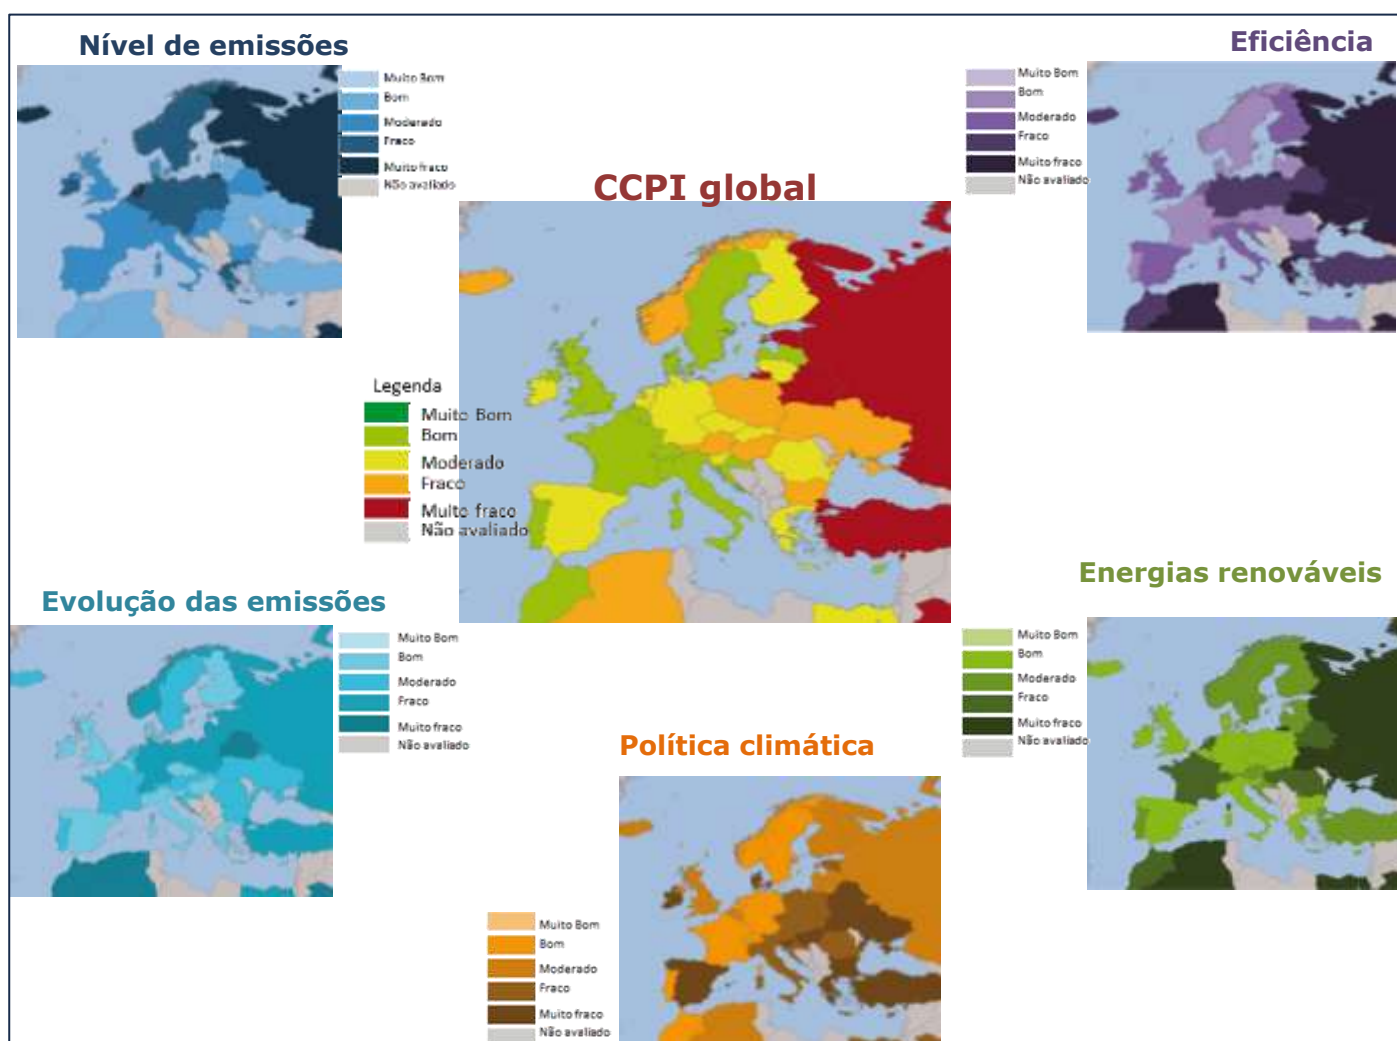 Nível de emissões
Muito Bom
Bom
Moderado
Fraco
Muito fraco
Não avaliado
Eficiência
Muito Bom
Bom
Moderado
Fraco
Muito fraco
Não avaliado
CCPI global
Legenda
Muito Bom
Bom
Moderado
Fraco
Muito fraco
Não avaliado
Evolução das emissões
Muito Bom
Bom
Moderado
Fraco
Muito fraco
Não avaliado
Energias renováveis
Muito Bom
Bom
Moderado
Fraco
Muito fraco
Não avaliado
Política climática
Muito Bom
Bom
Moderado
Fraco
Muito fraco
Não avaliado